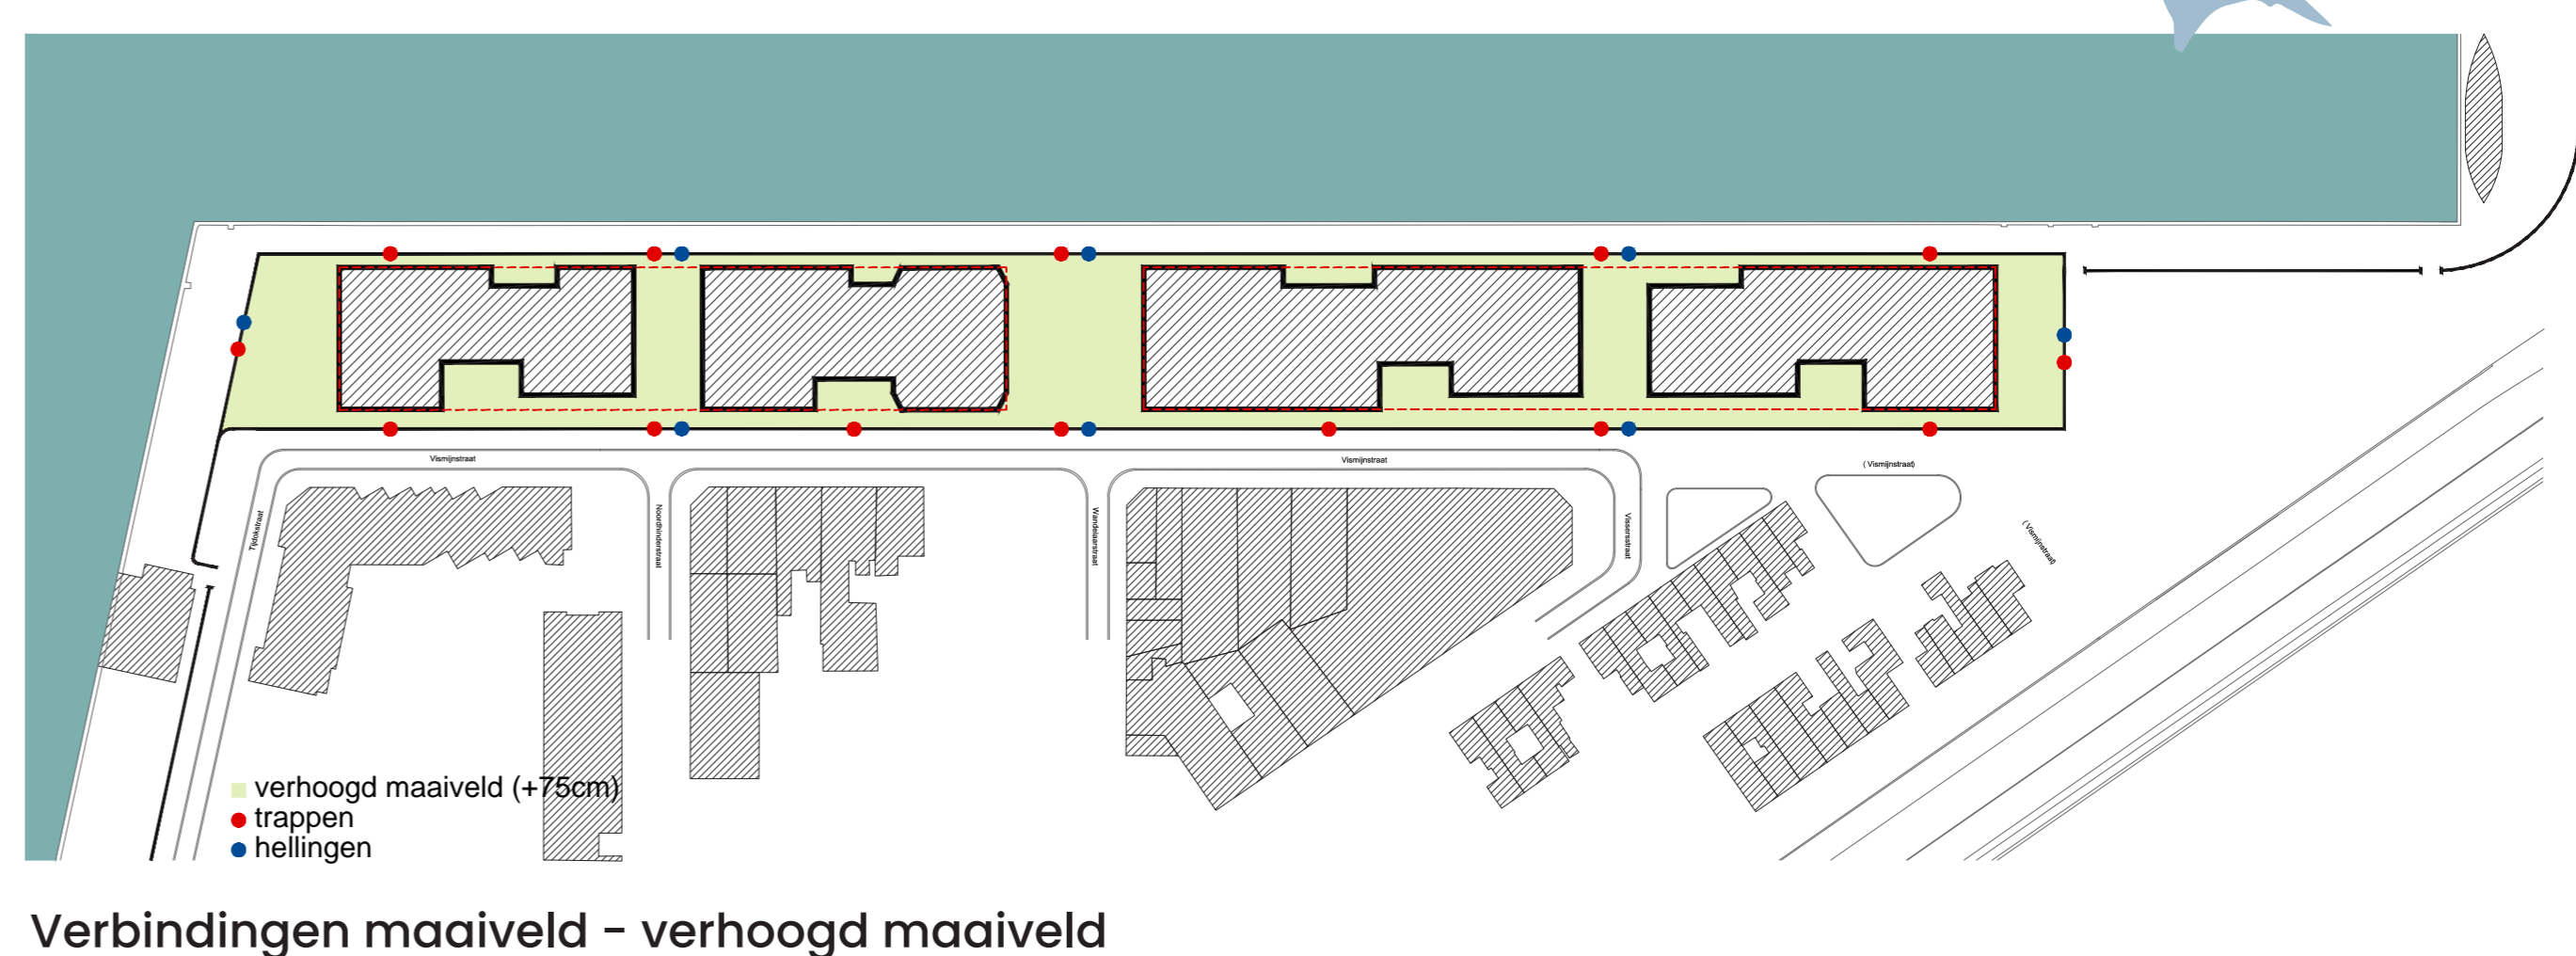 Vismijnstraat
Vismijnstraat
( Vismijnstraat)
Tijdokstraat
Noordhinderstraat
Wandelaarstraat
Vissersstraat
( Vismijnstraat)
verhoogd maaiveld (+75cm)
trappen
hellingen
Verbindingen maaiveld - verhoogd maaiveld